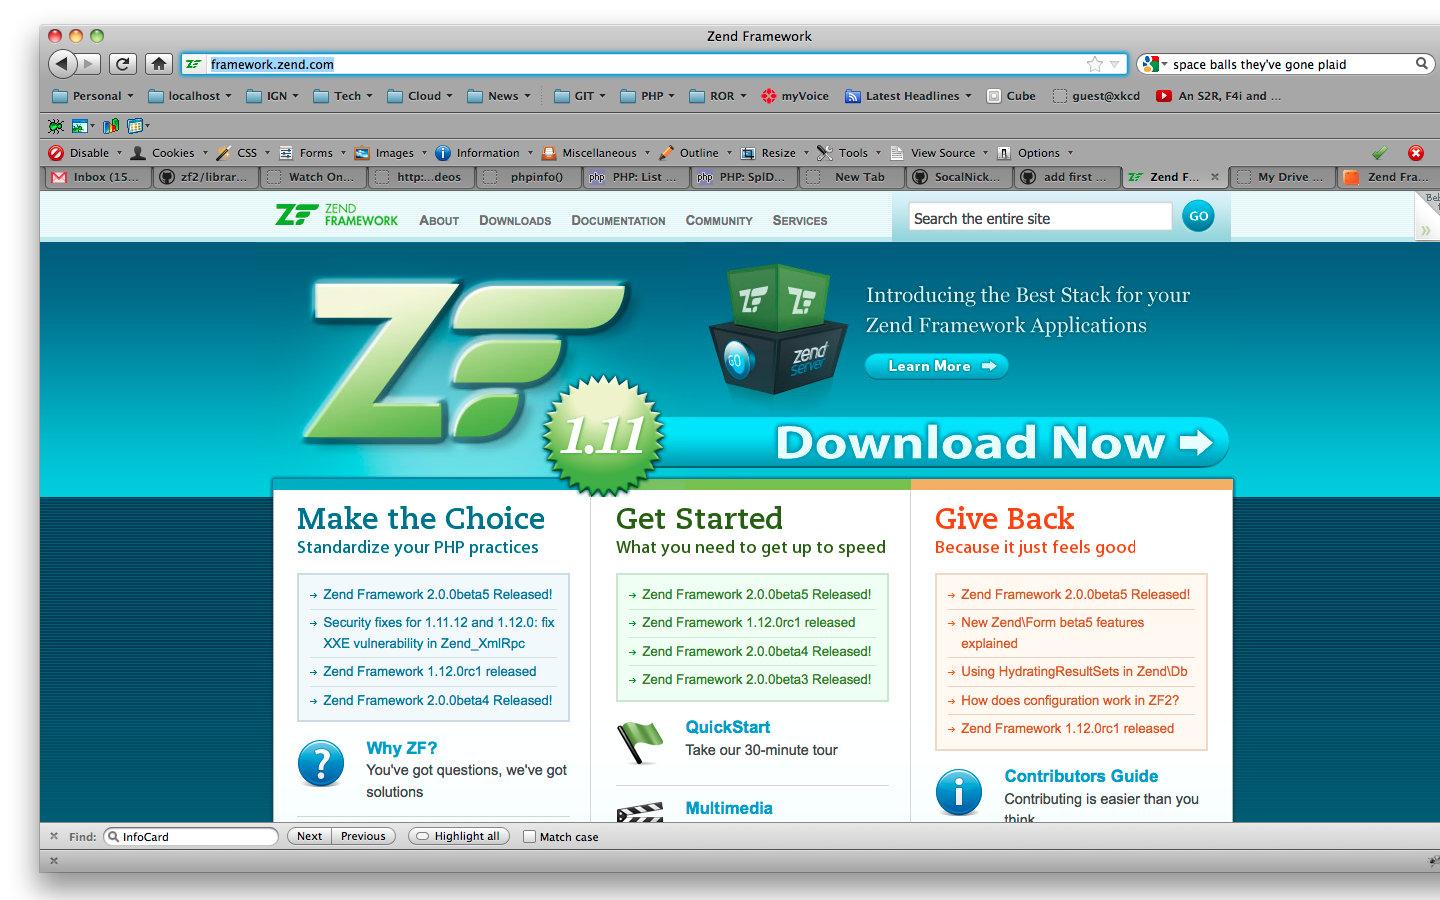 Zend Framework
framework.zend.com
space balls they've gone plaid
Personal localhost IGN Tech Cloud News GIT PHP ROR myVoice Latest Headlines Cube guest@xkcd An S2R, F4i and ...
Disable Cookies CSS Forms Images Information Miscellaneous Outline Resize Tools View Source Options
Inbox (15... zf2/librar... Watch On... http:...deos phpinfo() PHP: List ... PHP: SplD... New Tab SocalNick... add first ... Zend F... My Drive ... Zend Fra...
ZEND
FRAMEWORK
ABOUT DOWNLOADS DOCUMENTATION COMMUNITY SERVICES
Search the entire site GO
ZF
ZF ZF
GO zend server
Introducing the Best Stack for your
Zend Framework Applications
Learn More
1.11
Download Now
Make the Choice
Standardize your PHP practices
Zend Framework 2.0.0beta5 Released!
Security fixes for 1.11.12 and 1.12.0: fix
XXE vulnerability in Zend_XmlRpc
Zend Framework 1.12.0rc1 released
Zend Framework 2.0.0beta4 Released!
Why ZF?
You've got questions, we've got
solutions
Get Started
What you need to get up to speed
Zend Framework 2.0.0beta5 Released!
Zend Framework 1.12.0rc1 released
Zend Framework 2.0.0beta4 Released!
Zend Framework 2.0.0beta3 Released!
QuickStart
Take our 30-minute tour
Multimedia
Give Back
Because it just feels good
Zend Framework 2.0.0beta5 Released!
New Zend\Form beta5 features
explained
Using HydratingResultSets in Zend\Db
How does configuration work in ZF2?
Zend Framework 1.12.0rc1 released
Contributors Guide
Contributing is easier than you
think
Find: InfoCard Next Previous Highlight all Match case